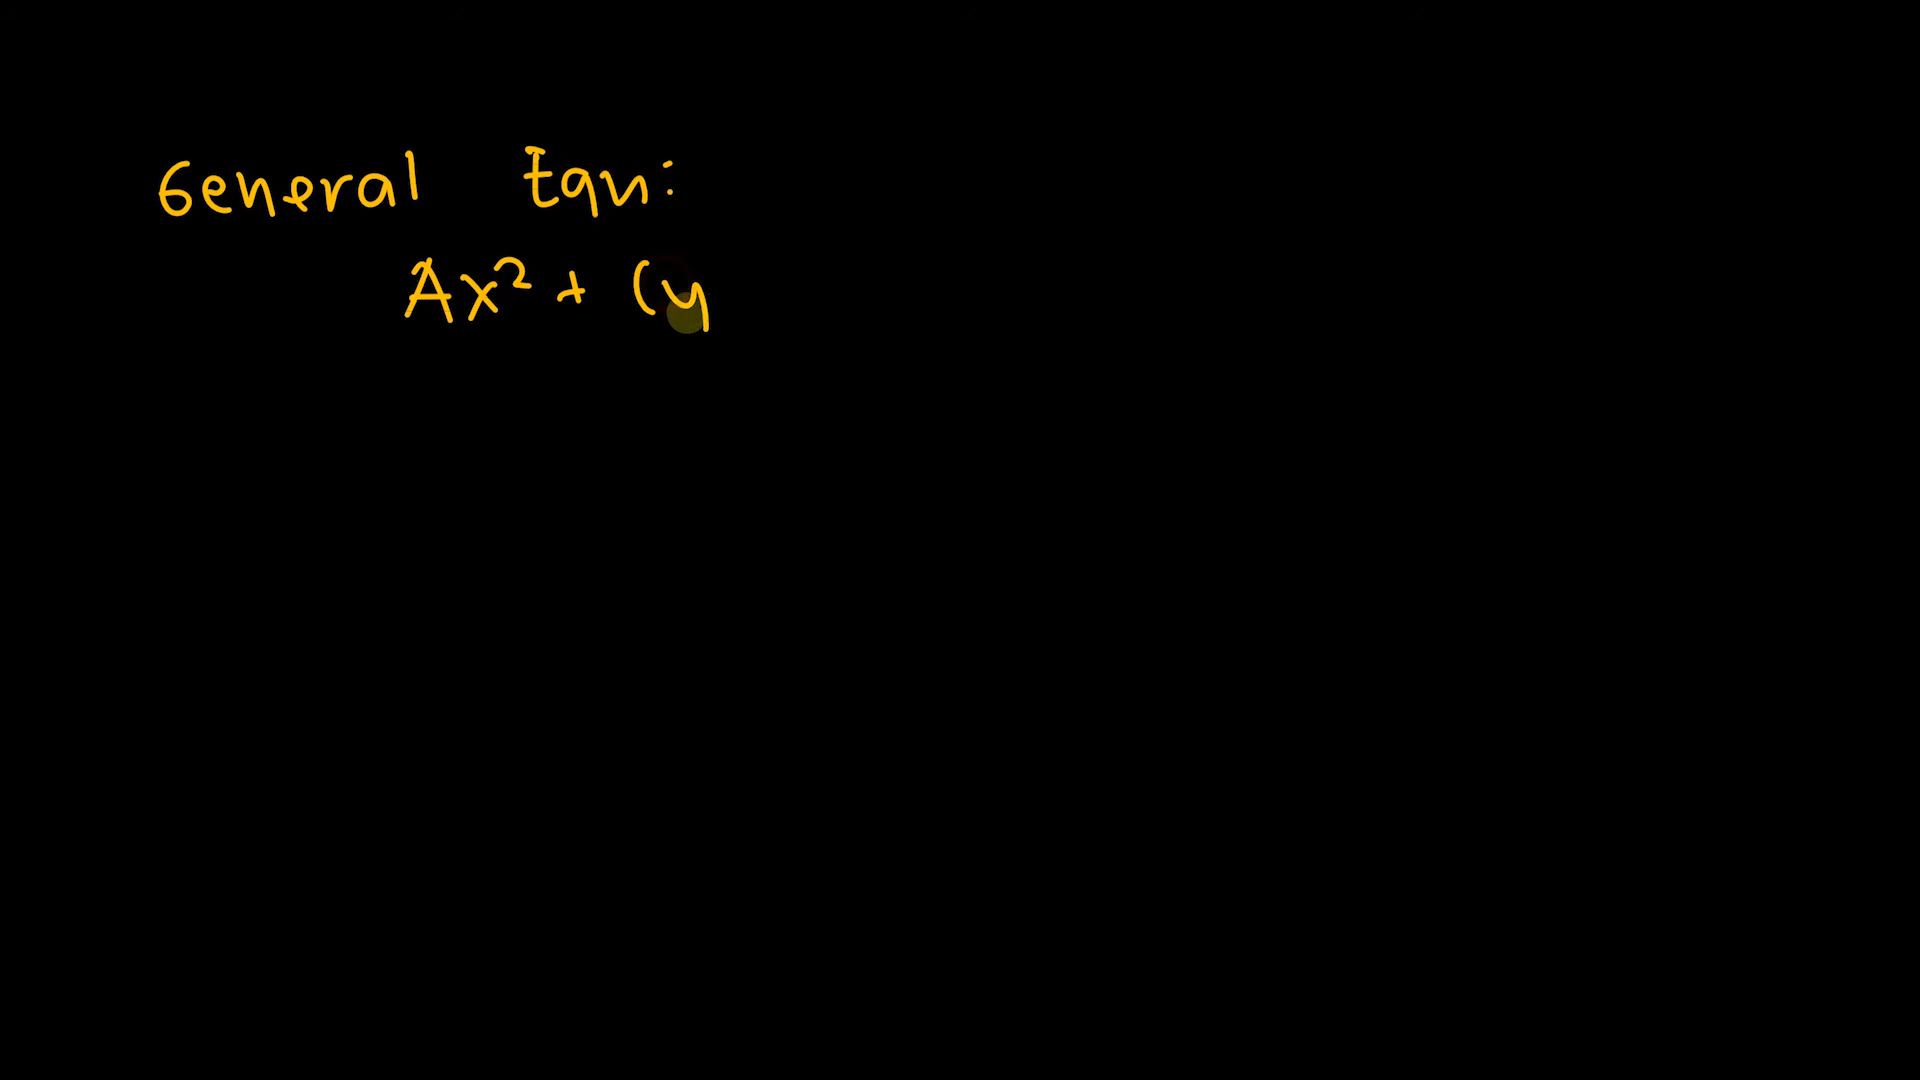 General Eqn:
Ax² + Cy